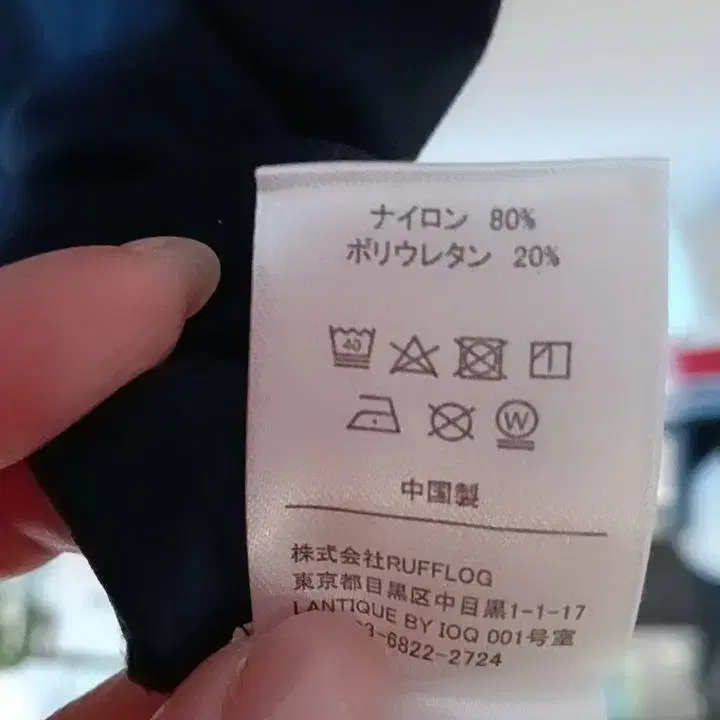 ナイロン 80%
ポリウレタン 20%
40
W
中国製
株式会社RUFFLOG
東京都目黒区中目黒1-1-17
LANTIQUE BY IOQ 001号室
3-6822-2724